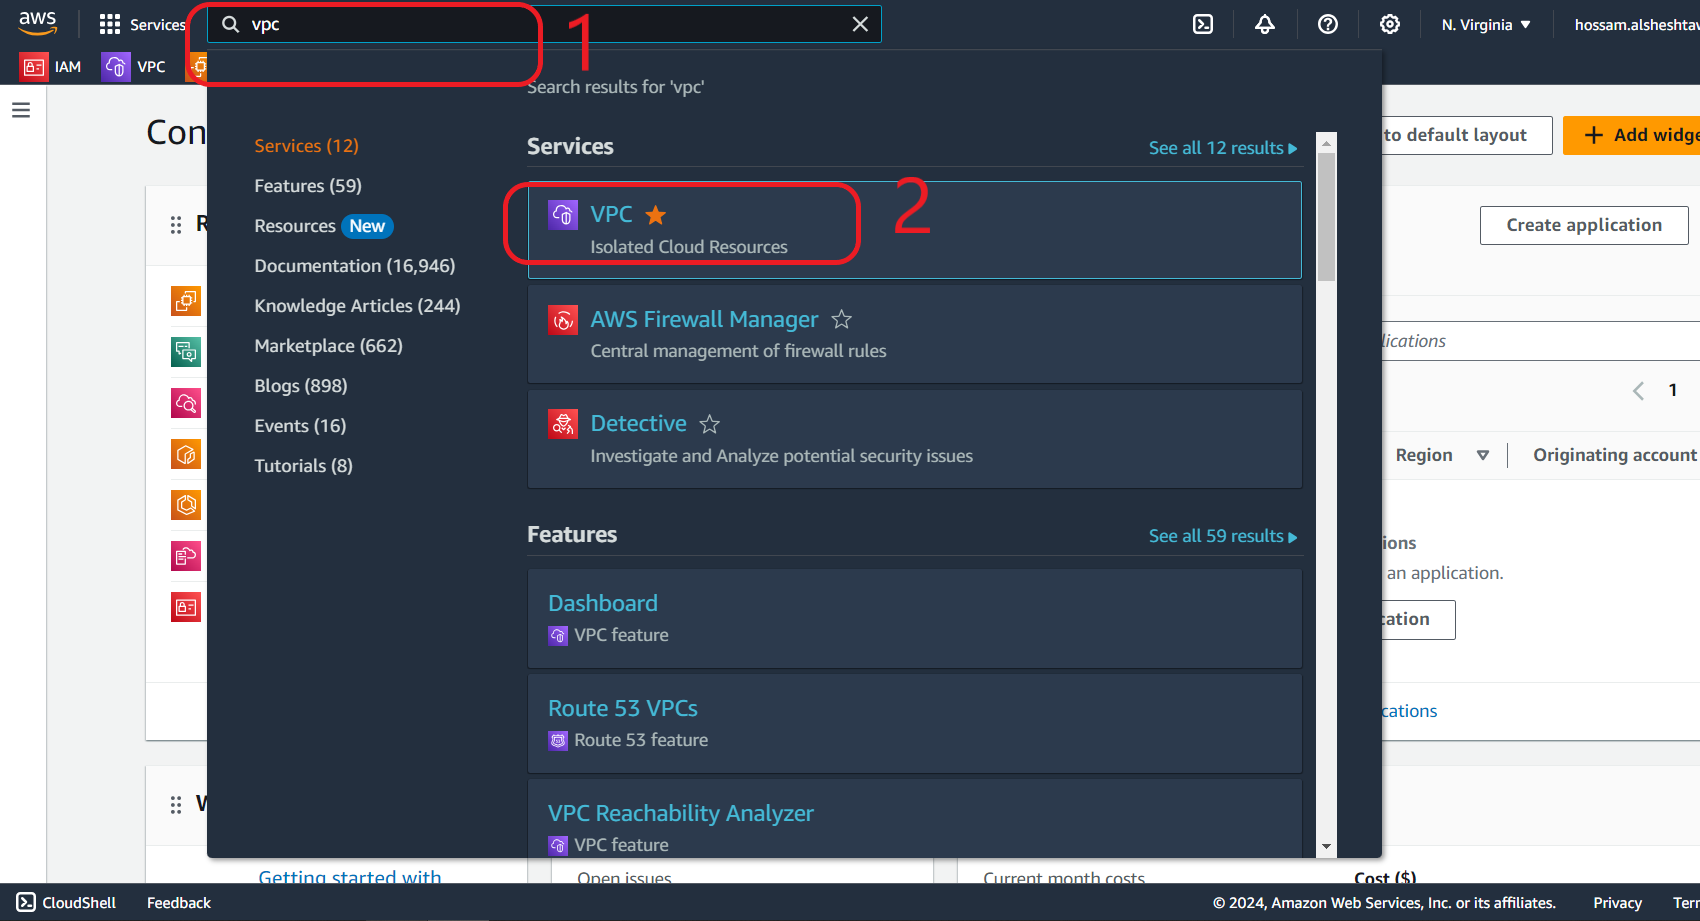 aws
Services
vpc
1
N. Virginia
hossam.alsheshtaw
IAM
VPC
Search results for 'vpc'
Con
Services (12)
Features (59)
Resources New
Documentation (16,946)
Knowledge Articles (244)
Marketplace (662)
Blogs (898)
Events (16)
Tutorials (8)
Services
See all 12 results
VPC
Isolated Cloud Resources
2
AWS Firewall Manager
Central management of firewall rules
Detective
Investigate and Analyze potential security issues
Features
See all 59 results
Dashboard
VPC feature
Route 53 VPCs
Route 53 feature
VPC Reachability Analyzer
VPC feature
to default layout
Add widge
R
Create application
lications
1
Region
Originating account
ions
an application.
cation
cations
W
Getting started with
Open issues
Current month costs
Cost ($)
CloudShell
Feedback
© 2024, Amazon Web Services, Inc. or its affiliates.
Privacy
Terr